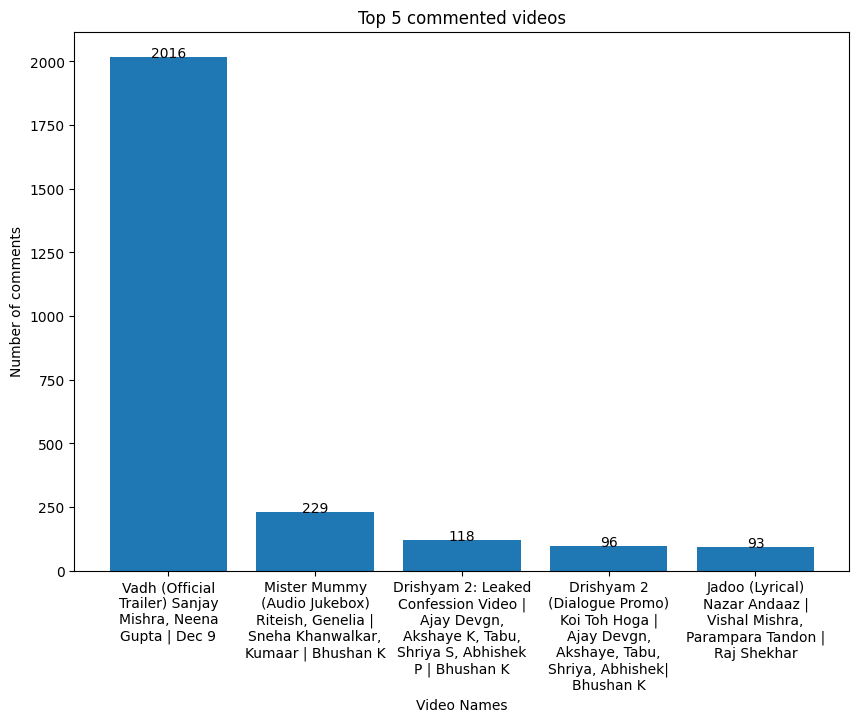 Top 5 commented videos
Number of comments
2000
1750
1500
1250
1000
750
500
250
0
2016
229
118
96
93
Vadh (Official
Trailer) Sanjay
Mishra, Neena
Gupta | Dec 9
Mister Mummy
(Audio Jukebox)
Riteish, Genelia |
Sneha Khanwalkar,
Kumaar | Bhushan K
Drishyam 2: Leaked
Confession Video |
Ajay Devgn,
Akshaye K, Tabu,
Shriya S, Abhishek
P | Bhushan K
Drishyam 2
(Dialogue Promo)
Koi Toh Hoga |
Ajay Devgn,
Akshaye, Tabu,
Shriya, Abhishek|
Bhushan K
Jadoo (Lyrical)
Nazar Andaaz |
Vishal Mishra,
Parampara Tandon |
Raj Shekhar
Video Names